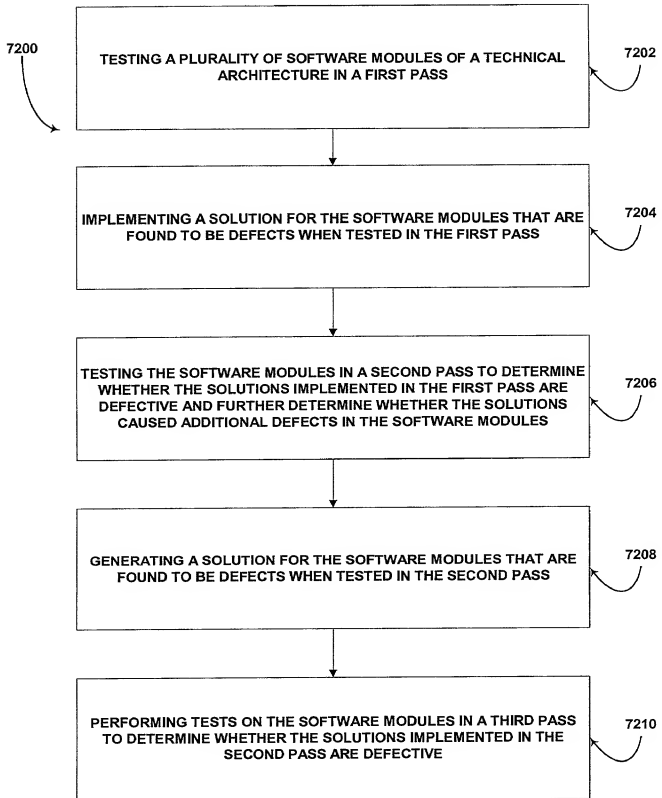 7200
TESTING A PLURALITY OF SOFTWARE MODULES OF A TECHNICAL
ARCHITECTURE IN A FIRST PASS
7202
IMPLEMENTING A SOLUTION FOR THE SOFTWARE MODULES THAT ARE
FOUND TO BE DEFECTS WHEN TESTED IN THE FIRST PASS
7204
TESTING THE SOFTWARE MODULES IN A SECOND PASS TO DETERMINE
WHETHER THE SOLUTIONS IMPLEMENTED IN THE FIRST PASS ARE
DEFECTIVE AND FURTHER DETERMINE WHETHER THE SOLUTIONS
CAUSED ADDITIONAL DEFECTS IN THE SOFTWARE MODULES
7206
GENERATING A SOLUTION FOR THE SOFTWARE MODULES THAT ARE
FOUND TO BE DEFECTS WHEN TESTED IN THE SECOND PASS
7208
PERFORMING TESTS ON THE SOFTWARE MODULES IN A THIRD PASS
TO DETERMINE WHETHER THE SOLUTIONS IMPLEMENTED IN THE
SECOND PASS ARE DEFECTIVE
7210